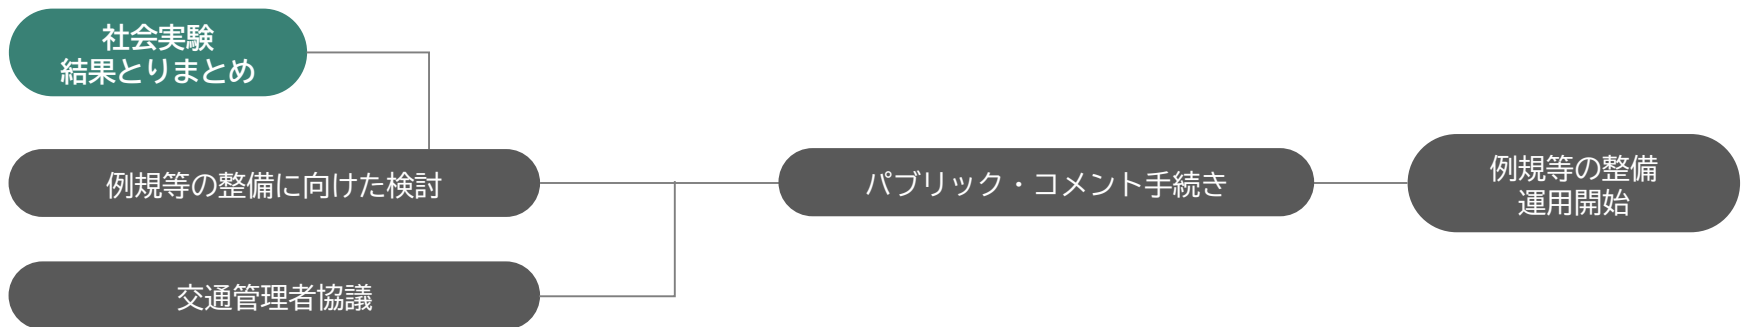 社会実験
結果とりまとめ
例規等の整備に向けた検討
パブリック・コメント手続き
例規等の整備
運用開始
交通管理者協議